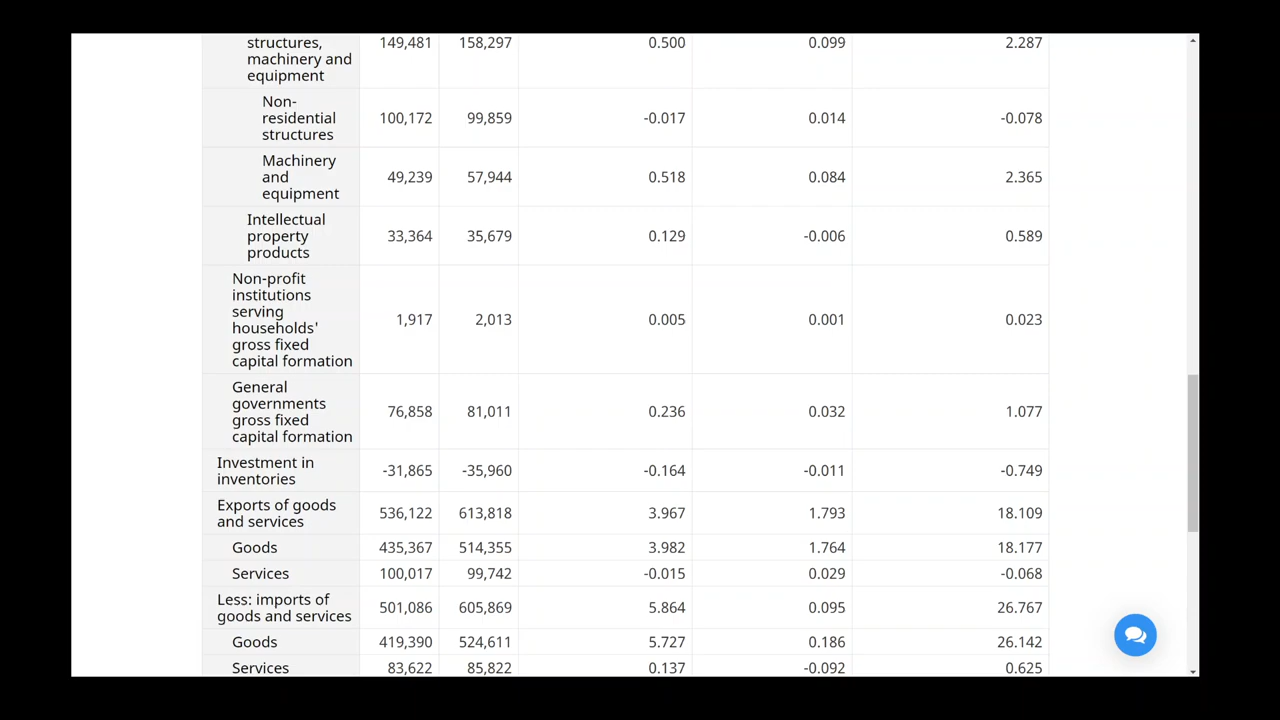 structures, 149,481 158,297 0.500 0.099 2.287
machinery and
equipment
Non-
residential 100,172 99,859 -0.017 0.014 -0.078
structures
Machinery
and 49,239 57,944 0.518 0.084 2.365
equipment
Intellectual
property 33,364 35,679 0.129 -0.006 0.589
products
Non-profit
institutions
serving 1,917 2,013 0.005 0.001 0.023
households'
gross fixed
capital formation
General
governments 76,858 81,011 0.236 0.032 1.077
gross fixed
capital formation
Investment in -31,865 -35,960 -0.164 -0.011 -0.749
inventories
Exports of goods 536,122 613,818 3.967 1.793 18.109
and services
Goods 435,367 514,355 3.982 1.764 18.177
Services 100,017 99,742 -0.015 0.029 -0.068
Less: imports of 501,086 605,869 5.864 0.095 26.767
goods and services
Goods 419,390 524,611 5.727 0.186 26.142
Services 83,622 85,822 0.137 -0.092 0.625